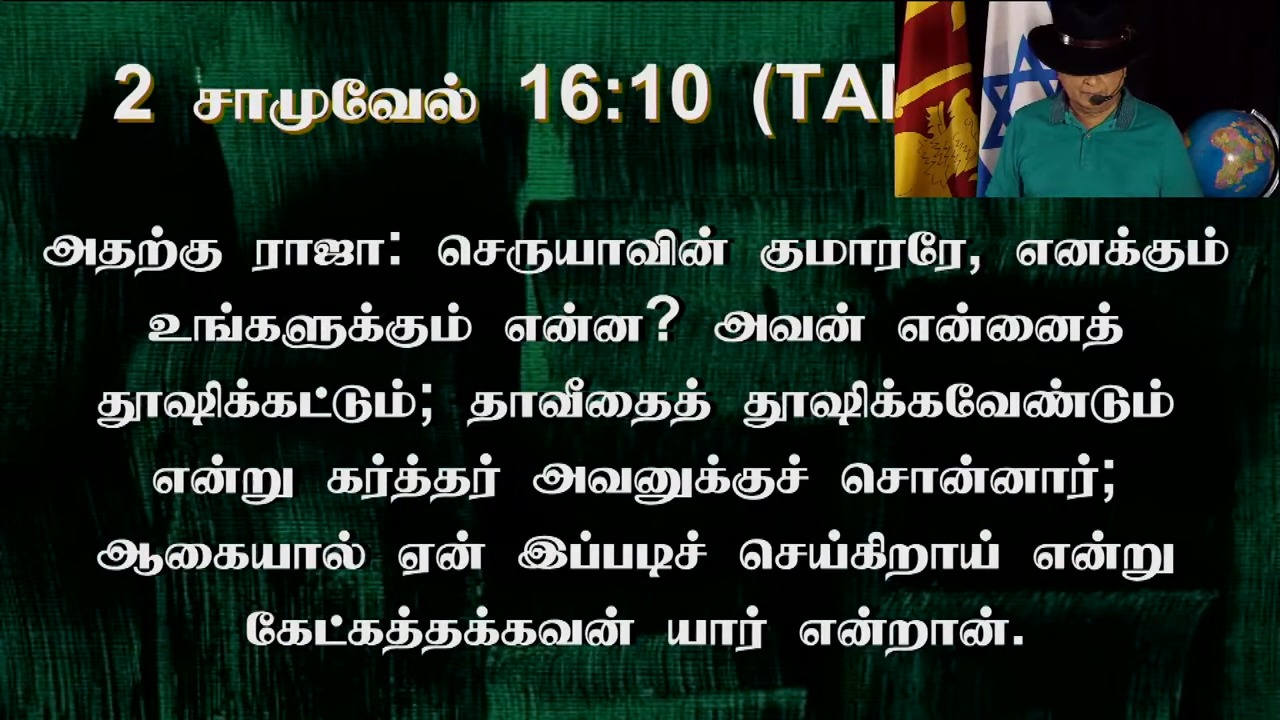 2 சாமுவேல் 16:10
அதற்கு ராஜா: செருயாவின் குமாரரே, எனக்கும்
உங்களுக்கும் என்ன? அவன் என்னைத்
தூஷிக்கட்டும்; தாவீதைத் தூஷிக்கவேண்டும்
என்று கர்த்தர் அவனுக்குச் சொன்னார்;
ஆகையால் ஏன் இப்படிச் செய்கிறாய் என்று
கேட்கத்தக்கவன் யார் என்றான்.